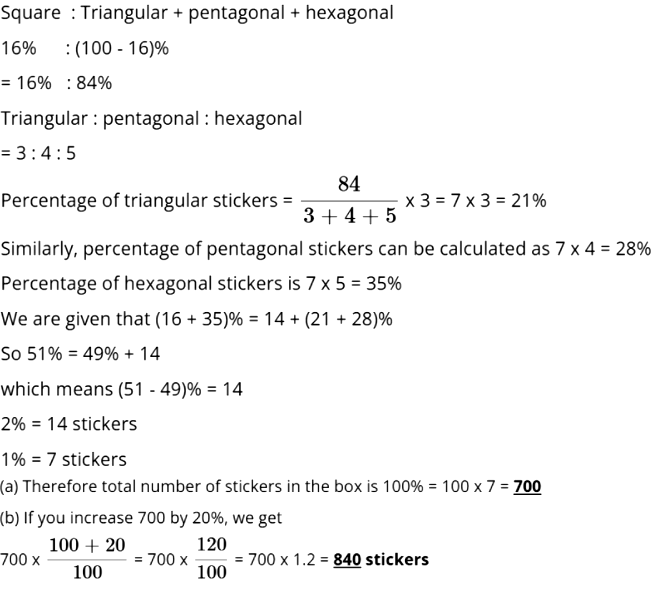 Square : Triangular + pentagonal + hexagonal
16% : (100 - 16)%
= 16% : 84%
Triangular : pentagonal : hexagonal
= 3 : 4 : 5
Percentage of triangular stickers = 84 / (3 + 4 + 5) x 3 = 7 x 3 = 21%
Similarly, percentage of pentagonal stickers can be calculated as 7 x 4 = 28%
Percentage of hexagonal stickers is 7 x 5 = 35%
We are given that (16 + 35)% = 14 + (21 + 28)%
So 51% = 49% + 14
which means (51 - 49)% = 14
2% = 14 stickers
1% = 7 stickers
(a) Therefore total number of stickers in the box is 100% = 100 x 7 = 700
(b) If you increase 700 by 20%, we get
700 x (100 + 20) / 100 = 700 x 120 / 100 = 700 x 1.2 = 840 stickers